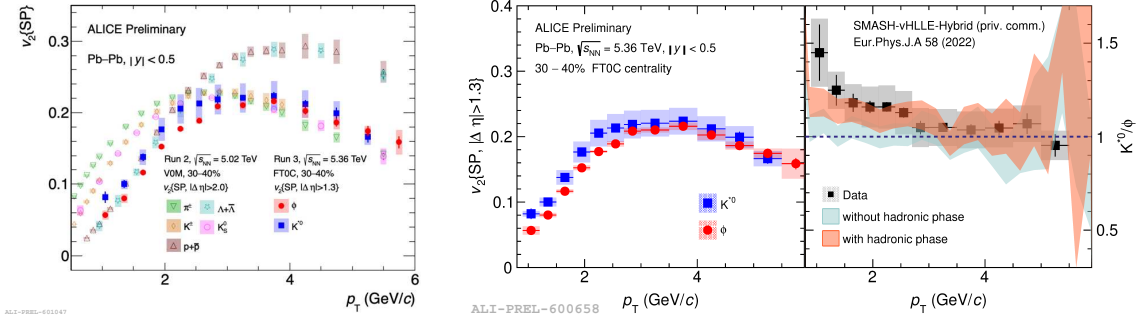 v₂{SP}
ALICE Preliminary
Pb–Pb, |y| < 0.5
0.3
0.2
0.1
0
Run 2, √sNN = 5.02 TeV
V0M, 30–40%
v₂{SP, |Δη|>2.0}
π±
Λ+Λ̅
K±
K⁰S
p+p̅
Run 3, √sNN = 5.36 TeV
FT0C, 30–40%
v₂{SP, |Δη|>1.3}
ϕ
K*⁰
2
4
6
pT (GeV/c)
ALI-PREL-601047
v₂{SP, |Δη|>1.3}
0.4
0.3
0.2
0.1
0
ALICE Preliminary
Pb–Pb, √sNN = 5.36 TeV, |y| < 0.5
30 – 40% FT0C centrality
K*⁰
ϕ
2
4
pT (GeV/c)
ALI-PREL-600658
SMASH-vHLLE-Hybrid (priv. comm.)
Eur.Phys.J.A 58 (2022)
Data
without hadronic phase
with hadronic phase
1.5
1
0.5
K*⁰/ϕ
2
4
pT (GeV/c)